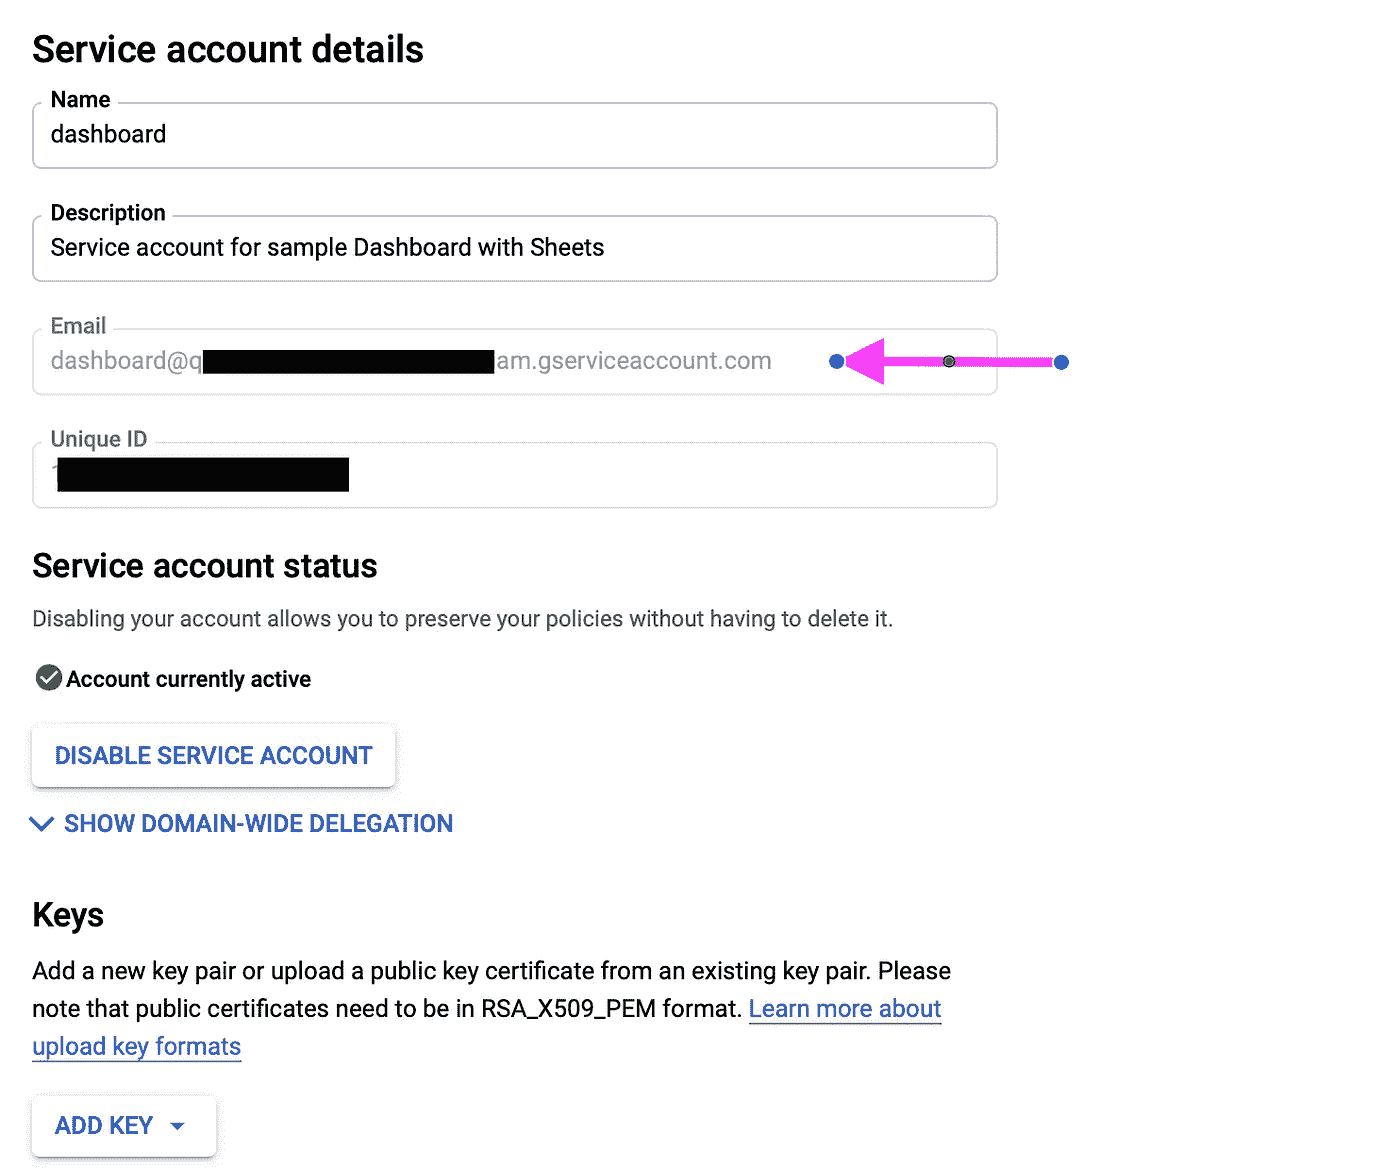 Service account details
Name
dashboard
Description
Service account for sample Dashboard with Sheets
Email
dashboard@q am.gserviceaccount.com
Unique ID
Service account status
Disabling your account allows you to preserve your policies without having to delete it.
Account currently active
DISABLE SERVICE ACCOUNT
SHOW DOMAIN-WIDE DELEGATION
Keys
Add a new key pair or upload a public key certificate from an existing key pair. Please
note that public certificates need to be in RSA_X509_PEM format. Learn more about
upload key formats
ADD KEY